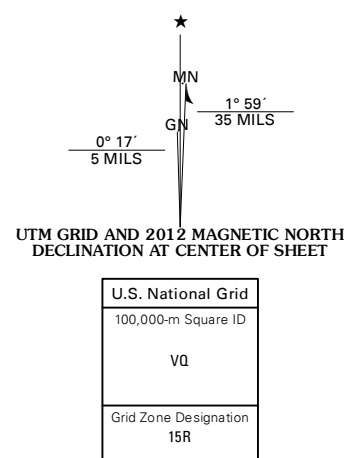 ★
MN
GN
1° 59´
35 MILS
0° 17´
5 MILS
UTM GRID AND 2012 MAGNETIC NORTH
DECLINATION AT CENTER OF SHEET
U.S. National Grid
100,000-m Square ID
VQ
Grid Zone Designation
15R